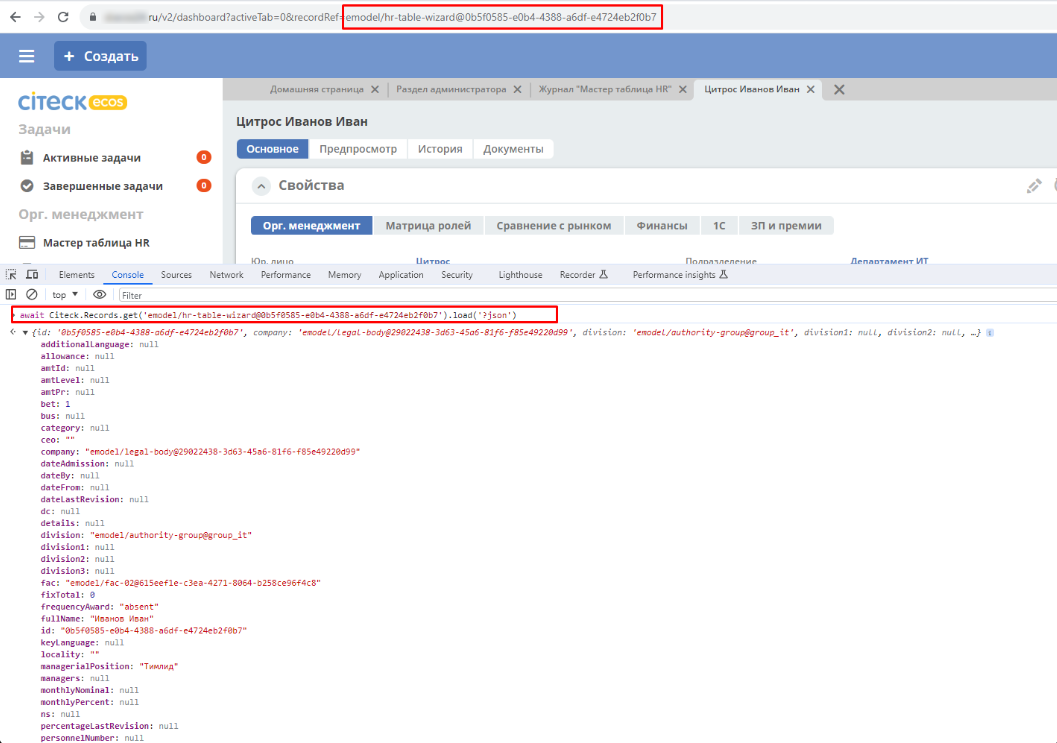 .ru/v2/dashboard?activeTab=0&recordRef=emodel/hr-table-wizard@0b5f0585-e0b4-4388-a6df-e4724eb2f0b7
+ Создать
citeck ecos
Домашняя страница
Раздел администратора
Журнал "Мастер таблица HR"
Цитрос Иванов Иван
Задачи
Активные задачи 0
Завершенные задачи 0
Орг. менеджмент
Мастер таблица HR
Цитрос Иванов Иван
Основное Предпросмотр История Документы
Свойства
Орг. менеджмент Матрица ролей Сравнение с рынком Финансы 1С ЗП и премии
Юр. лицо Цитрос Подразделение Департамент ИТ
Elements Console Sources Network Performance Memory Application Security Lighthouse Recorder Performance insights
top Filter
await Citeck.Records.get('emodel/hr-table-wizard@0b5f0585-e0b4-4388-a6df-e4724eb2f0b7').load('?json')
{id: '0b5f0585-e0b4-4388-a6df-e4724eb2f0b7', company: 'emodel/legal-body@29022438-3d63-45a6-81f6-f85e49220d99', division: 'emodel/authority-group@group_it', division1: null, division2: null, …}
additionalLanguage: null
allowance: null
amtId: null
amtLevel: null
amtPr: null
bet: 1
bus: null
category: null
ceo: ""
company: "emodel/legal-body@29022438-3d63-45a6-81f6-f85e49220d99"
dateAdmission: null
dateBy: null
dateFrom: null
dateLastRevision: null
dc: null
details: null
division: "emodel/authority-group@group_it"
division1: null
division2: null
division3: null
fac: "emodel/fac-02@615eef1e-c3ea-4271-8064-b258ce96f4c8"
fixTotal: 0
frequencyAward: "absent"
fullName: "Иванов Иван"
id: "0b5f0585-e0b4-4388-a6df-e4724eb2f0b7"
keyLanguage: null
locality: ""
managerialPosition: "Тимлид"
managers: null
monthlyNominal: null
monthlyPercent: null
ns: null
percentageLastRevision: null
personnelNumber: null